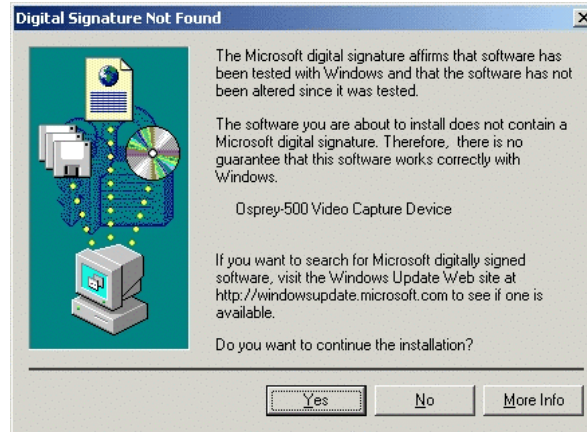 Digital Signature Not Found
The Microsoft digital signature affirms that software has
been tested with Windows and that the software has not
been altered since it was tested.
The software you are about to install does not contain a
Microsoft digital signature. Therefore, there is no
guarantee that this software works correctly with
Windows.
Osprey-500 Video Capture Device
If you want to search for Microsoft digitally signed
software, visit the Windows Update Web site at
http://windowsupdate.microsoft.com to see if one is
available.
Do you want to continue the installation?
Yes No More Info